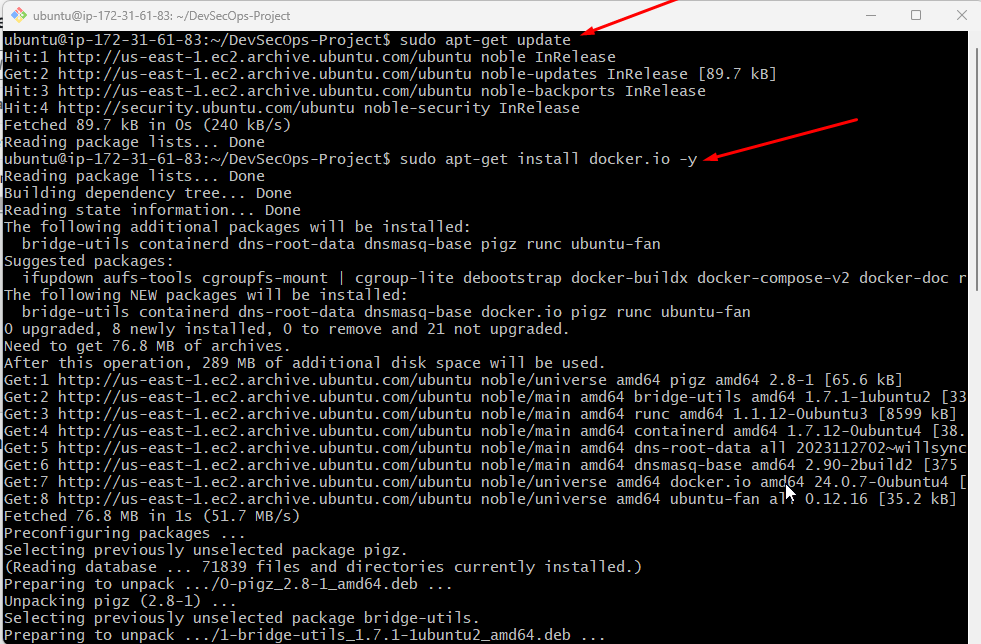 ubuntu@ip-172-31-61-83: ~/DevSecOps-Project
ubuntu@ip-172-31-61-83:~/DevSecOps-Project$ sudo apt-get update
Hit:1 http://us-east-1.ec2.archive.ubuntu.com/ubuntu noble InRelease
Get:2 http://us-east-1.ec2.archive.ubuntu.com/ubuntu noble-updates InRelease [89.7 kB]
Hit:3 http://us-east-1.ec2.archive.ubuntu.com/ubuntu noble-backports InRelease
Hit:4 http://security.ubuntu.com/ubuntu noble-security InRelease
Fetched 89.7 kB in 0s (240 kB/s)
Reading package lists... Done
ubuntu@ip-172-31-61-83:~/DevSecOps-Project$ sudo apt-get install docker.io -y
Reading package lists... Done
Building dependency tree... Done
Reading state information... Done
The following additional packages will be installed:
  bridge-utils containerd dns-root-data dnsmasq-base pigz runc ubuntu-fan
Suggested packages:
  ifupdown aufs-tools cgroupfs-mount | cgroup-lite debootstrap docker-buildx docker-compose-v2 docker-doc r
The following NEW packages will be installed:
  bridge-utils containerd dns-root-data dnsmasq-base docker.io pigz runc ubuntu-fan
0 upgraded, 8 newly installed, 0 to remove and 21 not upgraded.
Need to get 76.8 MB of archives.
After this operation, 289 MB of additional disk space will be used.
Get:1 http://us-east-1.ec2.archive.ubuntu.com/ubuntu noble/universe amd64 pigz amd64 2.8-1 [65.6 kB]
Get:2 http://us-east-1.ec2.archive.ubuntu.com/ubuntu noble/main amd64 bridge-utils amd64 1.7.1-1ubuntu2 [33
Get:3 http://us-east-1.ec2.archive.ubuntu.com/ubuntu noble/main amd64 runc amd64 1.1.12-0ubuntu3 [8599 kB]
Get:4 http://us-east-1.ec2.archive.ubuntu.com/ubuntu noble/main amd64 containerd amd64 1.7.12-0ubuntu4 [38.
Get:5 http://us-east-1.ec2.archive.ubuntu.com/ubuntu noble/main amd64 dns-root-data all 2023112702~willsync
Get:6 http://us-east-1.ec2.archive.ubuntu.com/ubuntu noble/main amd64 dnsmasq-base amd64 2.90-2build2 [375
Get:7 http://us-east-1.ec2.archive.ubuntu.com/ubuntu noble/universe amd64 docker.io amd64 24.0.7-0ubuntu4 [
Get:8 http://us-east-1.ec2.archive.ubuntu.com/ubuntu noble/universe amd64 ubuntu-fan all 0.12.16 [35.2 kB]
Fetched 76.8 MB in 1s (51.7 MB/s)
Preconfiguring packages ...
Selecting previously unselected package pigz.
(Reading database ... 71839 files and directories currently installed.)
Preparing to unpack .../0-pigz_2.8-1_amd64.deb ...
Unpacking pigz (2.8-1) ...
Selecting previously unselected package bridge-utils.
Preparing to unpack .../1-bridge-utils_1.7.1-1ubuntu2_amd64.deb ...